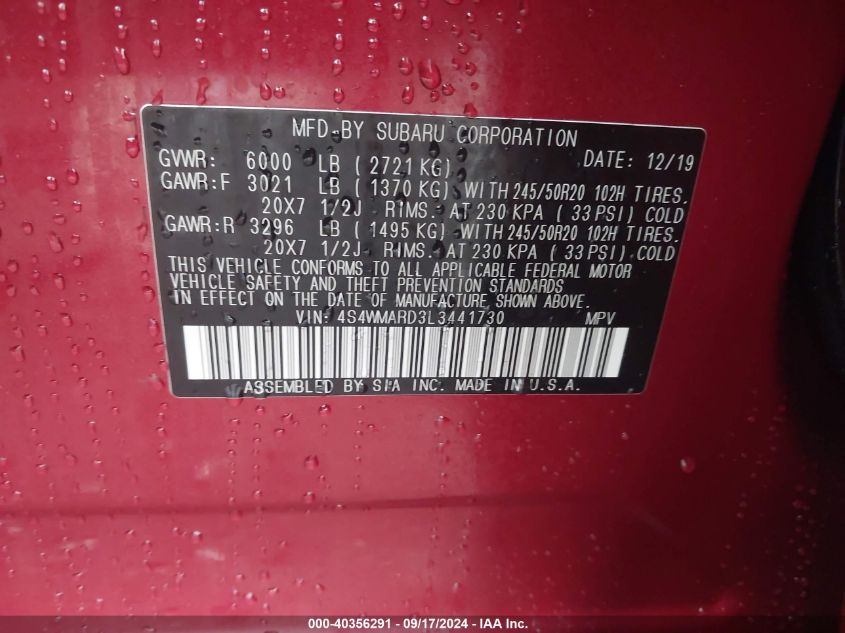 MFD-BY SUBARU CORPORATION
GVWR: 6000 LB ( 2721 KG) DATE: 12/19
GAWR:F 3021 LB ( 1370 KG) WITH 245/50R20 102H TIRES.
20X7 1/2J RIMS. AT 230 KPA ( 33 PSI) COLD
GAWR:R 3296 LB ( 1495 KG) WITH 245/50R20 102H TIRES.
20X7 1/2J RIMS. AT 230 KPA ( 33 PSI) COLD
THIS VEHICLE CONFORMS TO ALL APPLICABLE FEDERAL MOTOR
VEHICLE SAFETY AND THEFT PREVENTION STANDARDS
IN EFFECT ON THE DATE OF MANUFACTURE SHOWN ABOVE.
VIN: 4S4WMARD3L3441730 MPV
ASSEMBLED BY SIA INC. MADE IN U.S.A.
000-40356291 - 09/17/2024 - IAA Inc.